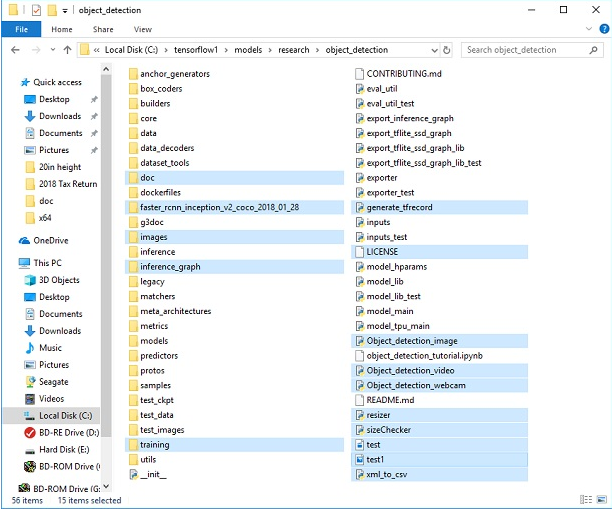 object_detection
File Home Share View
Local Disk (C:) tensorflow1 models research object_detection
Search object_detection
Quick access
Desktop
Downloads
Documents
Pictures
20in height
2018 Tax Return
doc
x64
OneDrive
This PC
3D Objects
Desktop
Documents
Downloads
Music
Pictures
Seagate
Videos
Local Disk (C:)
BD-RE Drive (D:)
Hard Disk (E:)
BD-ROM Drive (
BD-ROM Drive (G:
anchor_generators
box_coders
builders
core
data
data_decoders
dataset_tools
doc
dockerfiles
faster_rcnn_inception_v2_coco_2018_01_28
g3doc
images
inference
inference_graph
legacy
matchers
meta_architectures
metrics
models
predictors
protos
samples
test_ckpt
test_data
test_images
training
utils
__init__
CONTRIBUTING.md
eval_util
eval_util_test
export_inference_graph
export_tflite_ssd_graph
export_tflite_ssd_graph_lib
export_tflite_ssd_graph_lib_test
exporter
exporter_test
generate_tfrecord
inputs
inputs_test
LICENSE
model_hparams
model_lib
model_lib_test
model_main
model_tpu_main
Object_detection_image
object_detection_tutorial.ipynb
Object_detection_video
Object_detection_webcam
README.md
resizer
sizeChecker
test
test1
xml_to_csv
56 items 15 items selected